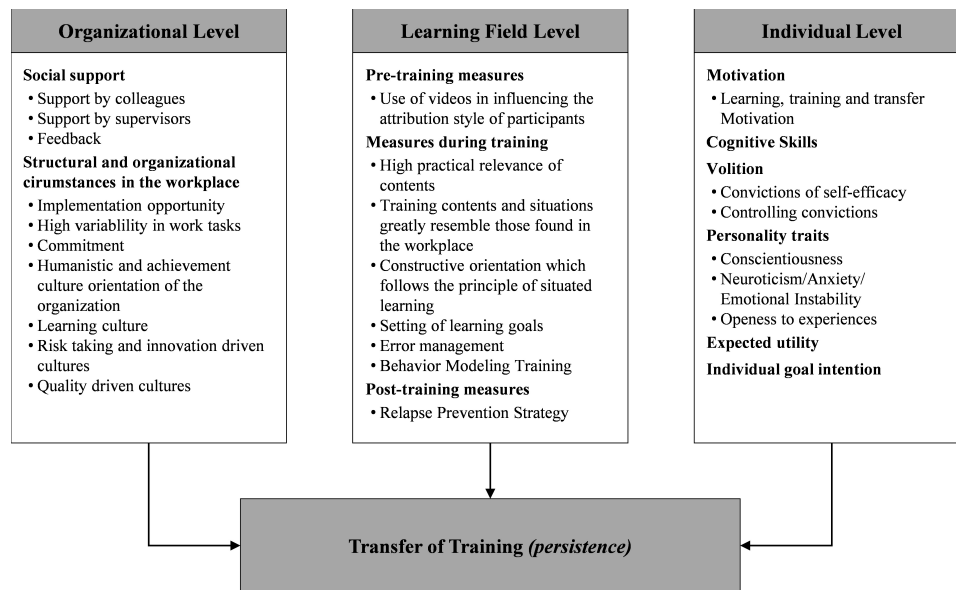 Organizational Level
Social support
• Support by colleagues
• Support by supervisors
• Feedback
Structural and organizational
cirumstances in the workplace
• Implementation opportunity
• High variablility in work tasks
• Commitment
• Humanistic and achievement
culture orientation of the
organization
• Learning culture
• Risk taking and innovation driven
cultures
• Quality driven cultures
Learning Field Level
Pre-training measures
• Use of videos in influencing the
attribution style of participants
Measures during training
• High practical relevance of
contents
• Training contents and situations
greatly resemble those found in
the workplace
• Constructive orientation which
follows the principle of situated
learning
• Setting of learning goals
• Error management
• Behavior Modeling Training
Post-training measures
• Relapse Prevention Strategy
Individual Level
Motivation
• Learning, training and transfer
Motivation
Cognitive Skills
Volition
• Convictions of self-efficacy
• Controlling convictions
Personality traits
• Conscientiousness
• Neuroticism/Anxiety/
Emotional Instability
• Openess to experiences
Expected utility
Individual goal intention
Transfer of Training (persistence)